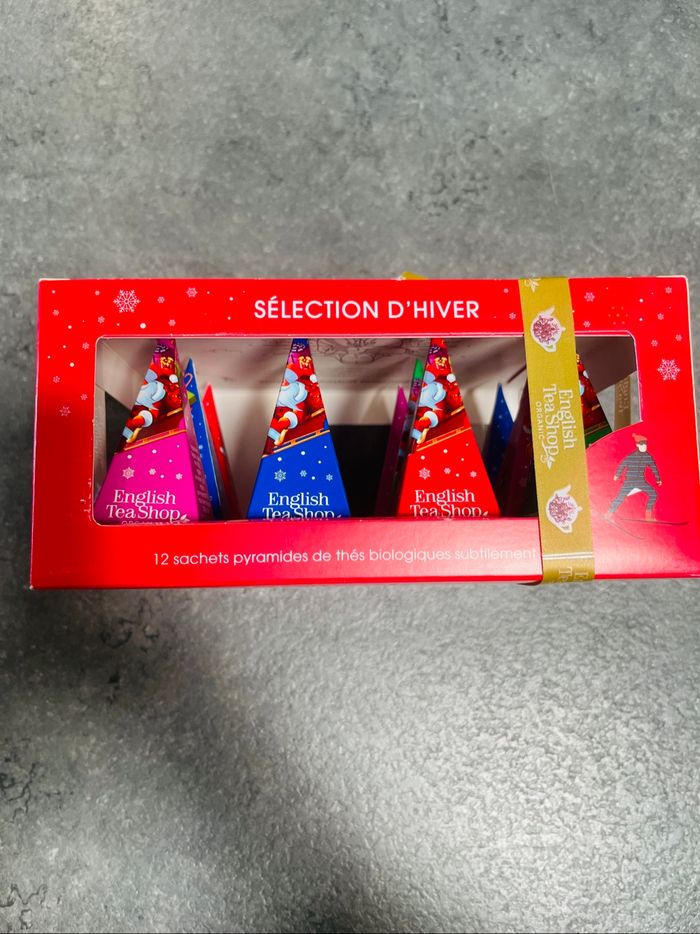 SÉLECTION D'HIVER
English
Tea Shop
English
Tea Shop
English
Tea Shop
English
Tea Shop
ORGANIC
12 sachets pyramides de thés biologiques subtilement